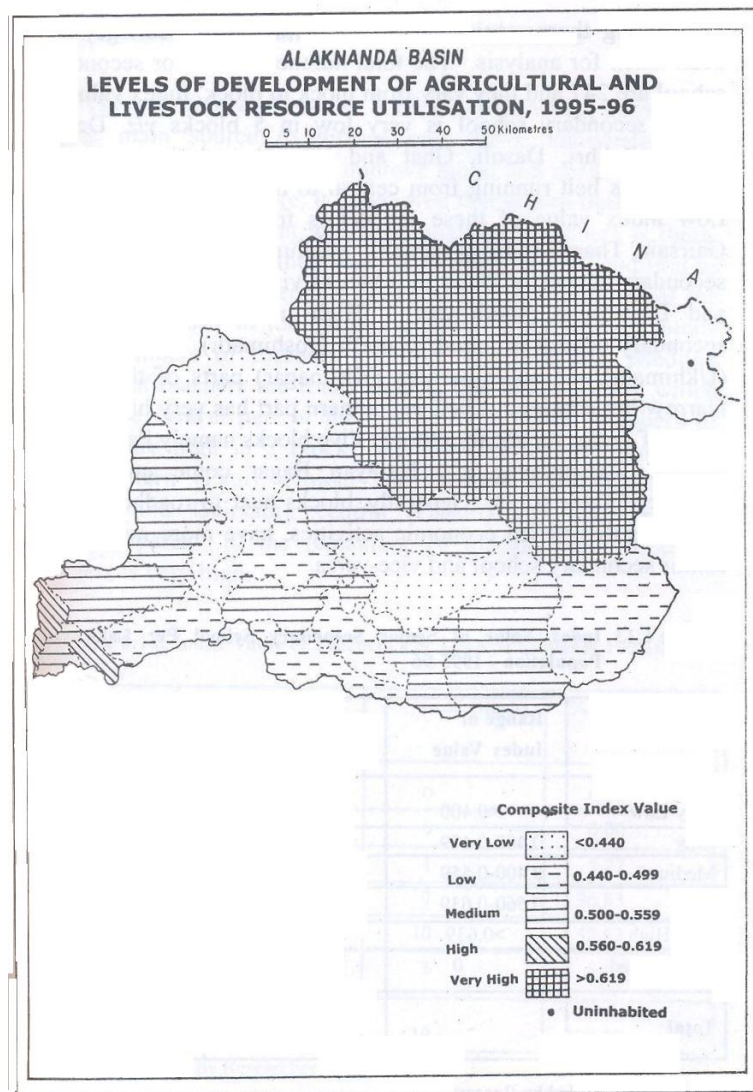 ALAKNANDA BASIN
LEVELS OF DEVELOPMENT OF AGRICULTURAL AND
LIVESTOCK RESOURCE UTILISATION, 1995-96
5 0 10 20 30 40 50 Kilometres
C H I N A
Composite Index Value
Very Low <0.440
Low 0.440-0.499
Medium 0.500-0.559
High 0.560-0.619
Very High >0.619
Uninhabited